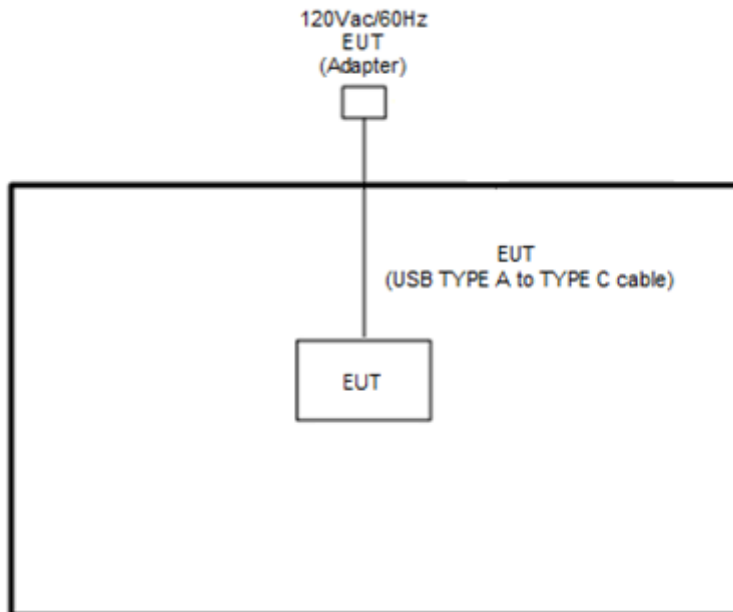 120Vac/60Hz
EUT
(Adapter)
EUT
(USB TYPE A to TYPE C cable)
EUT